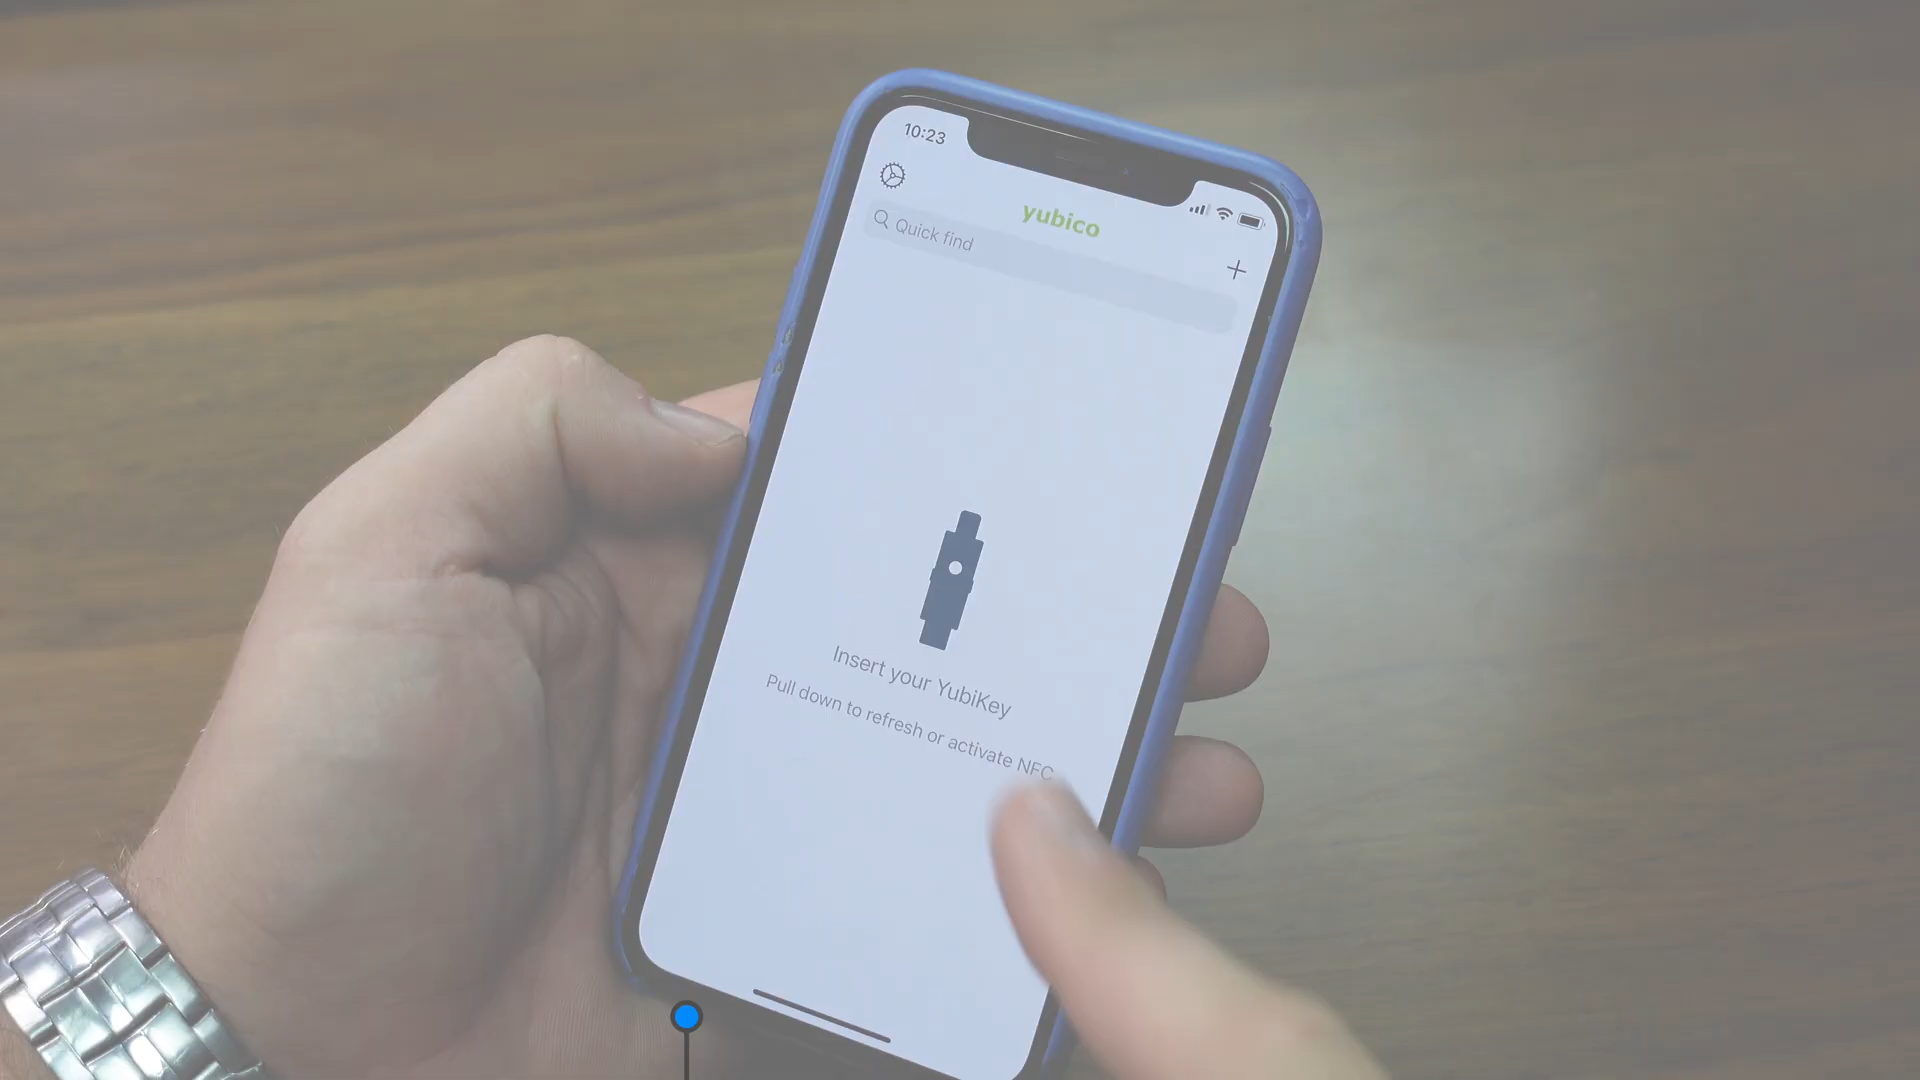 10:23
yubico
Quick find
Insert your YubiKey
Pull down to refresh or activate NFC